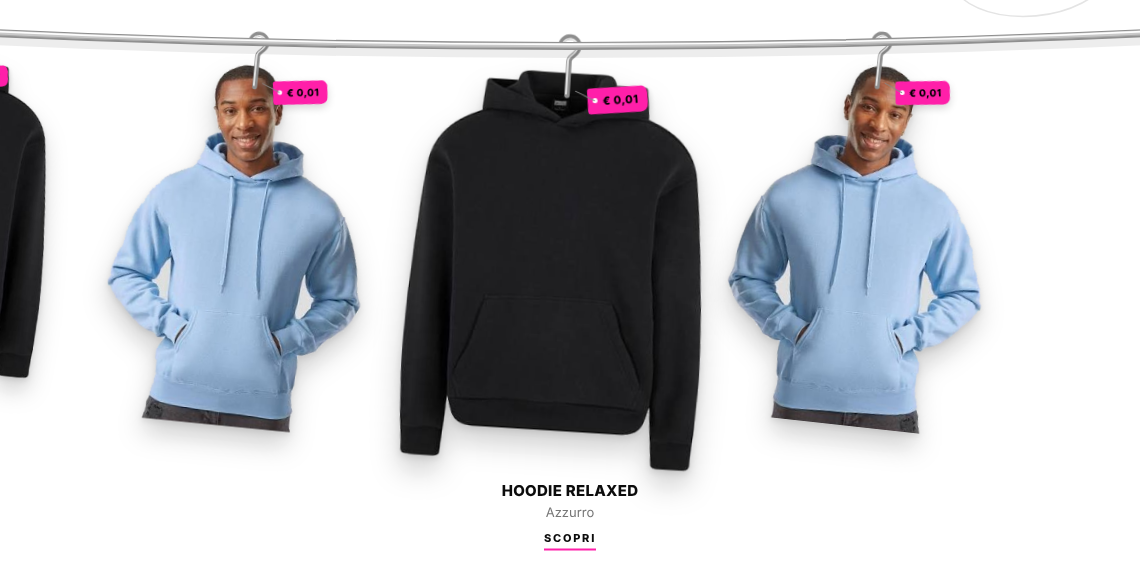 € 0,01
€ 0,01
€ 0,01
HOODIE RELAXED
Azzurro
SCOPRI